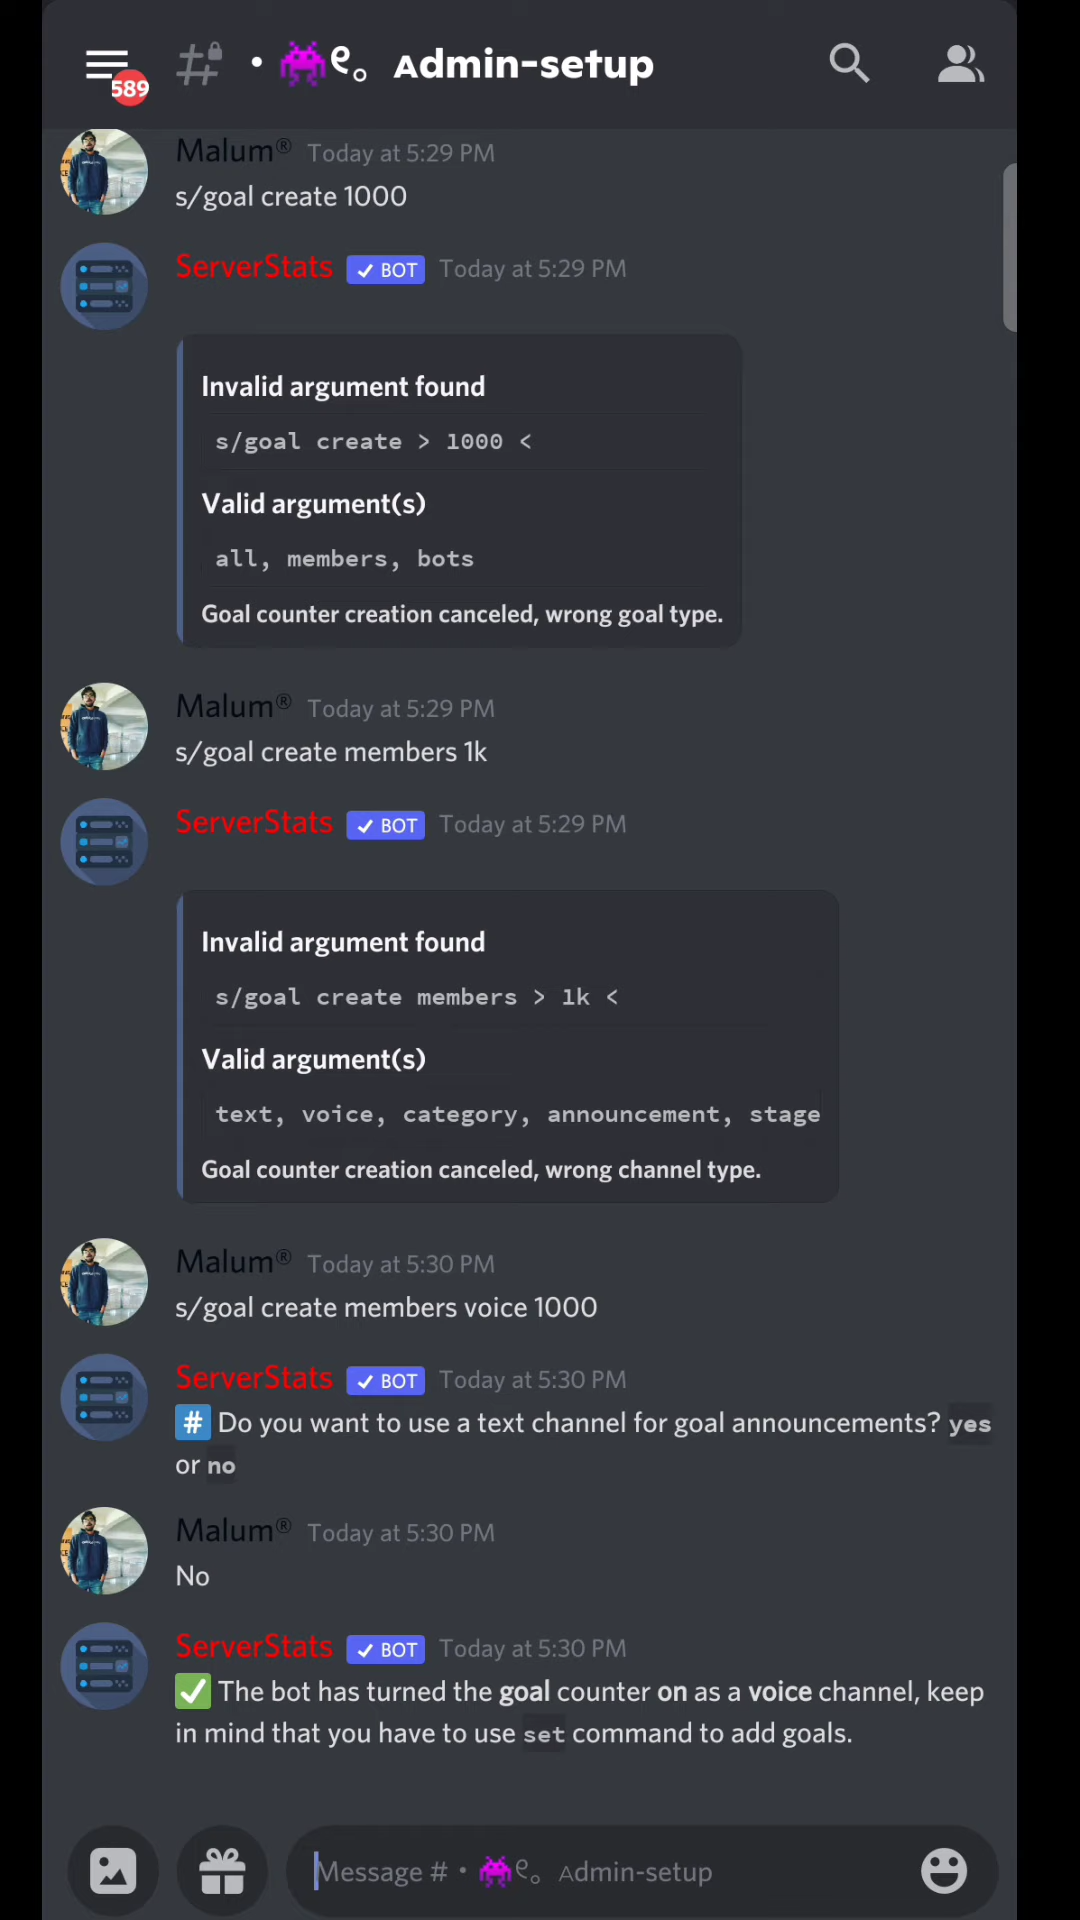 589
# • 👾ლ。 Admin-setup
Malum® Today at 5:29 PM
s/goal create 1000
ServerStats ✓ BOT Today at 5:29 PM
Invalid argument found
s/goal create > 1000 <
Valid argument(s)
all, members, bots
Goal counter creation canceled, wrong goal type.
Malum® Today at 5:29 PM
s/goal create members 1k
ServerStats ✓ BOT Today at 5:29 PM
Invalid argument found
s/goal create members > 1k <
Valid argument(s)
text, voice, category, announcement, stage
Goal counter creation canceled, wrong channel type.
Malum® Today at 5:30 PM
s/goal create members voice 1000
ServerStats ✓ BOT Today at 5:30 PM
#️⃣ Do you want to use a text channel for goal announcements? yes
or no
Malum® Today at 5:30 PM
No
ServerStats ✓ BOT Today at 5:30 PM
✅ The bot has turned the goal counter on as a voice channel, keep
in mind that you have to use set command to add goals.
Message # • 👾ლ。 Admin-setup